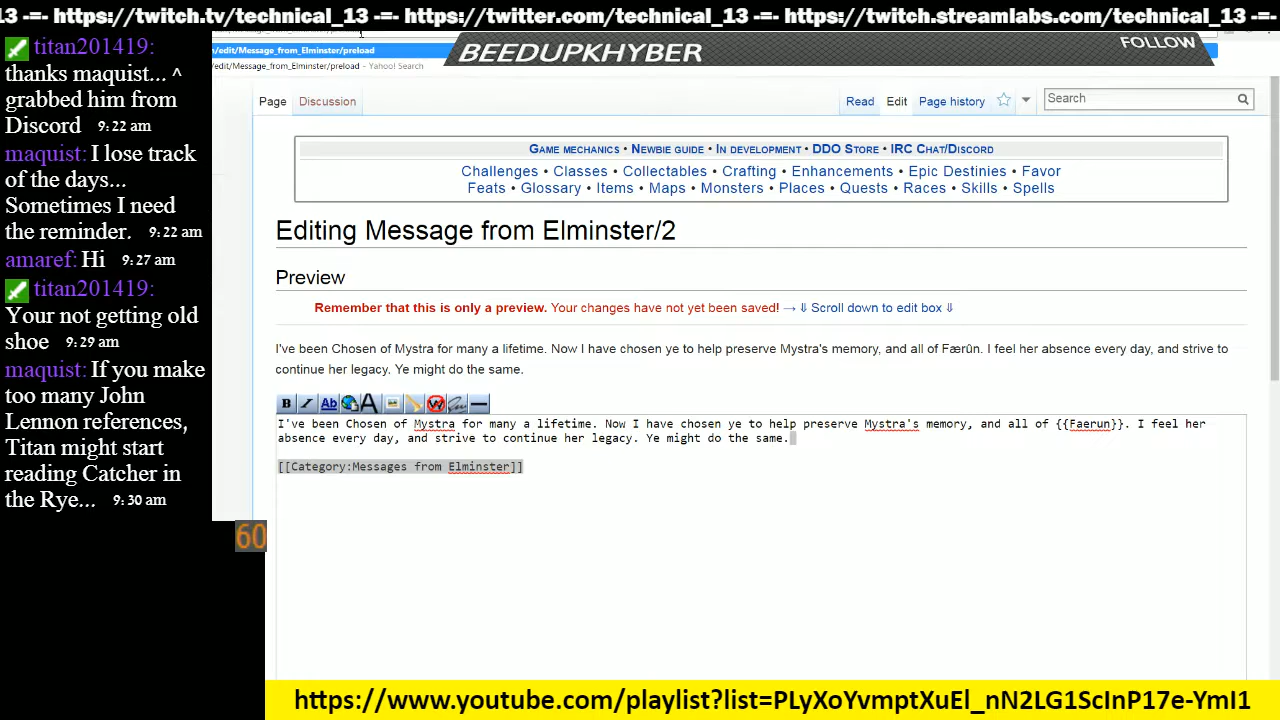 13 -=- https://twitch.tv/technical_13 -=- https://twitter.com/technical_13 -=- https://twitch.streamlabs.com/technical_13 -=-
titan201419:
thanks maquist... ^
grabbed him from
Discord 9:22 am
maquist: I lose track
of the days...
Sometimes I need
the reminder. 9:22 am
amaref: Hi 9:27 am
titan201419:
Your not getting old
shoe 9:29 am
maquist: If you make
too many John
Lennon references,
Titan might start
reading Catcher in
the Rye... 9:30 am
/edit/Message_from_Elminster/preload
/edit/Message_from_Elminster/preload – Yahoo! Search
BEEDUPKHYBER
FOLLOW
Page Discussion Read Edit Page history Search
Game mechanics • Newbie guide • In development • DDO Store • IRC Chat/Discord
Challenges • Classes • Collectables • Crafting • Enhancements • Epic Destinies • Favor
Feats • Glossary • Items • Maps • Monsters • Places • Quests • Races • Skills • Spells
Editing Message from Elminster/2
Preview
Remember that this is only a preview. Your changes have not yet been saved! → ⇓ Scroll down to edit box ⇓
I've been Chosen of Mystra for many a lifetime. Now I have chosen ye to help preserve Mystra's memory, and all of Færûn. I feel her absence every day, and strive to
continue her legacy. Ye might do the same.
B I Ab A W
I've been Chosen of Mystra for many a lifetime. Now I have chosen ye to help preserve Mystra's memory, and all of {{Faerun}}. I feel her
absence every day, and strive to continue her legacy. Ye might do the same.
[[Category:Messages from Elminster]]
60
https://www.youtube.com/playlist?list=PLyXoYvmptXuEl_nN2LG1ScInP17e-YmI1